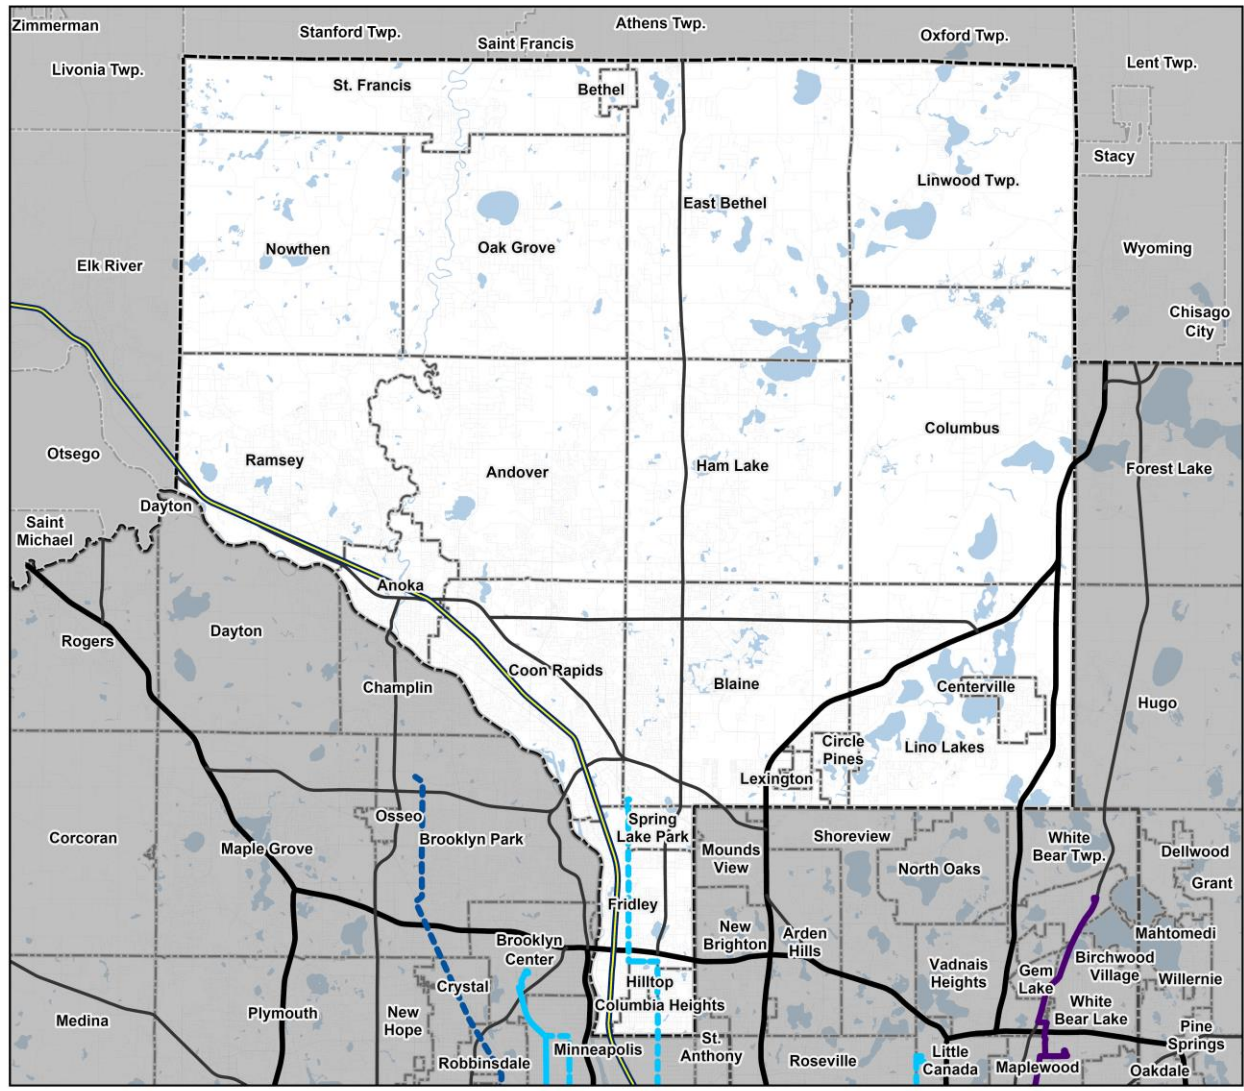 Zimmerman
Stanford Twp.
Athens Twp.
Saint Francis
Oxford Twp.
Livonia Twp.
Lent Twp.
St. Francis
Bethel
Stacy
Linwood Twp.
East Bethel
Nowthen
Oak Grove
Wyoming
Elk River
Chisago
City
Columbus
Otsego
Ramsey
Andover
Ham Lake
Forest Lake
Dayton
Saint
Michael
Anoka
Rogers
Dayton
Coon Rapids
Champlin
Blaine
Centerville
Hugo
Circle
Pines
Lino Lakes
Lexington
Osseo
Spring
Lake Park
Corcoran
Maple Grove
Brooklyn Park
Mounds
View
Shoreview
North Oaks
White
Bear Twp.
Dellwood
Grant
Fridley
New
Brighton
Arden
Hills
Mahtomedi
Brooklyn
Center
Birchwood
Village
Vadnais
Heights
Gem
Lake
Willernie
Crystal
Hilltop
Columbia Heights
White
Bear Lake
Medina
Plymouth
New
Hope
Minneapolis
St.
Anthony
Pine
Springs
Robbinsdale
Roseville
Little
Canada
Maplewood
Oakdale